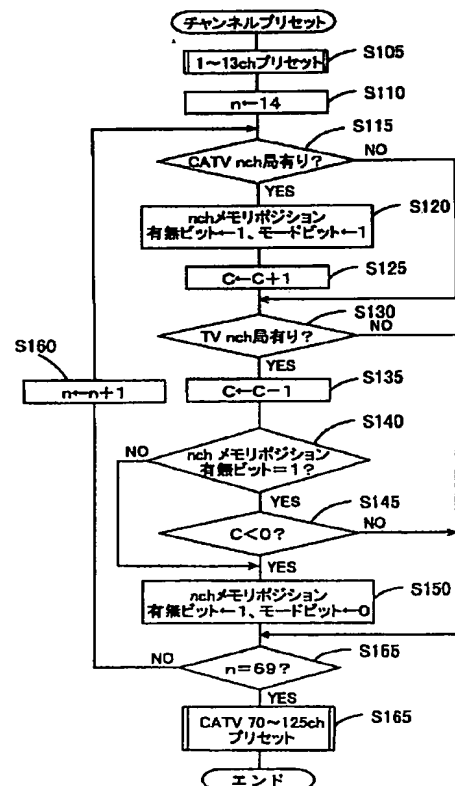 チャンネルプリセット
1～13chプリセット
S105
n←14
S110
S115
CATV nch局有り?
NO
YES
S120
nchメモリポジション
有無ビット←1、モードビット←1
S125
C←C+1
S130
TV nch局有り?
NO
S160
YES
n←n+1
S135
C←C−1
S140
NO
nch メモリポジション
有無ビット=1?
YES
S145
C<0?
NO
YES
S150
nchメモリポジション
有無ビット←1、モードビット←0
S155
NO
n=69?
YES
S165
CATV 70～125ch
プリセット
エンド